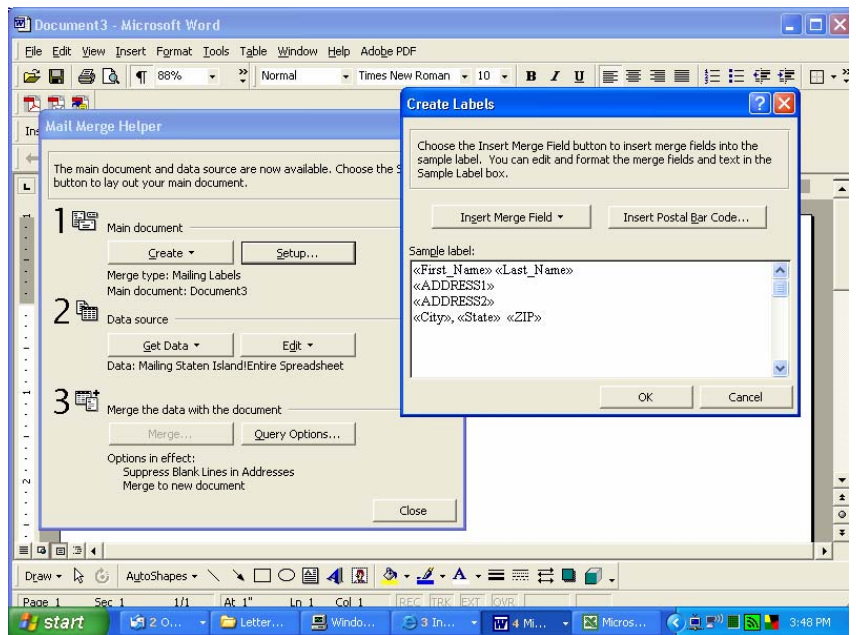 Document3 - Microsoft Word
File Edit View Insert Format Tools Table Window Help Adobe PDF
88% Normal Times New Roman 10 B I U
Mail Merge Helper
The main document and data source are now available. Choose the
button to lay out your main document.
1 Main document
Create Setup...
Merge type: Mailing Labels
Main document: Document3
2 Data source
Get Data Edit
Data: Mailing Staten Island!Entire Spreadsheet
3 Merge the data with the document
Merge... Query Options...
Options in effect:
Suppress Blank Lines in Addresses
Merge to new document
Close
Create Labels
Choose the Insert Merge Field button to insert merge fields into the
sample label. You can edit and format the merge fields and text in the
Sample Label box.
Insert Merge Field Insert Postal Bar Code...
Sample label:
«First_Name» «Last_Name»
«ADDRESS1»
«ADDRESS2»
«City», «State» «ZIP»
OK Cancel
Draw AutoShapes A
Page 1 Sec 1 1/1 At 1" Ln 1 Col 1 REC TRK EXT OVR
start 2 O... Letter... Windo... 3 In... 4 Mi... Micros... 3:48 PM